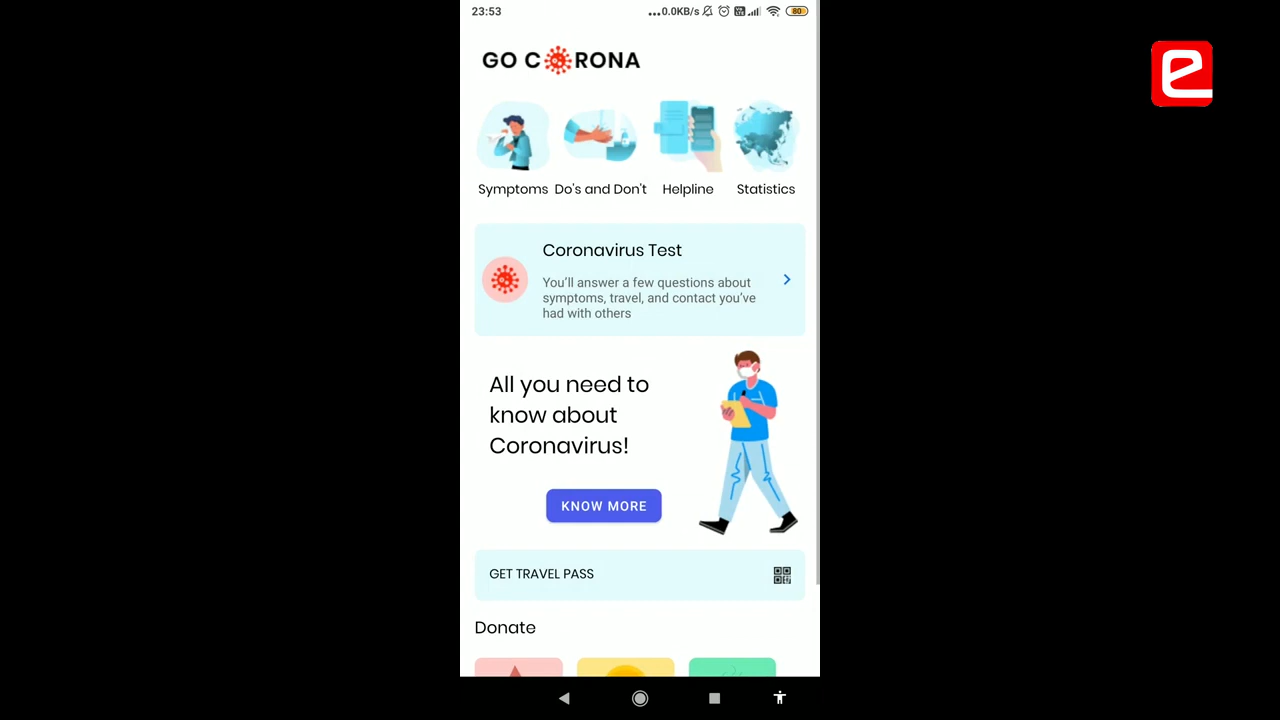 23:53
...0.0KB/s
80
GO CORONA
Symptoms Do's and Don't Helpline Statistics
Coronavirus Test
You'll answer a few questions about
symptoms, travel, and contact you've
had with others
All you need to
know about
Coronavirus!
KNOW MORE
GET TRAVEL PASS
Donate
e